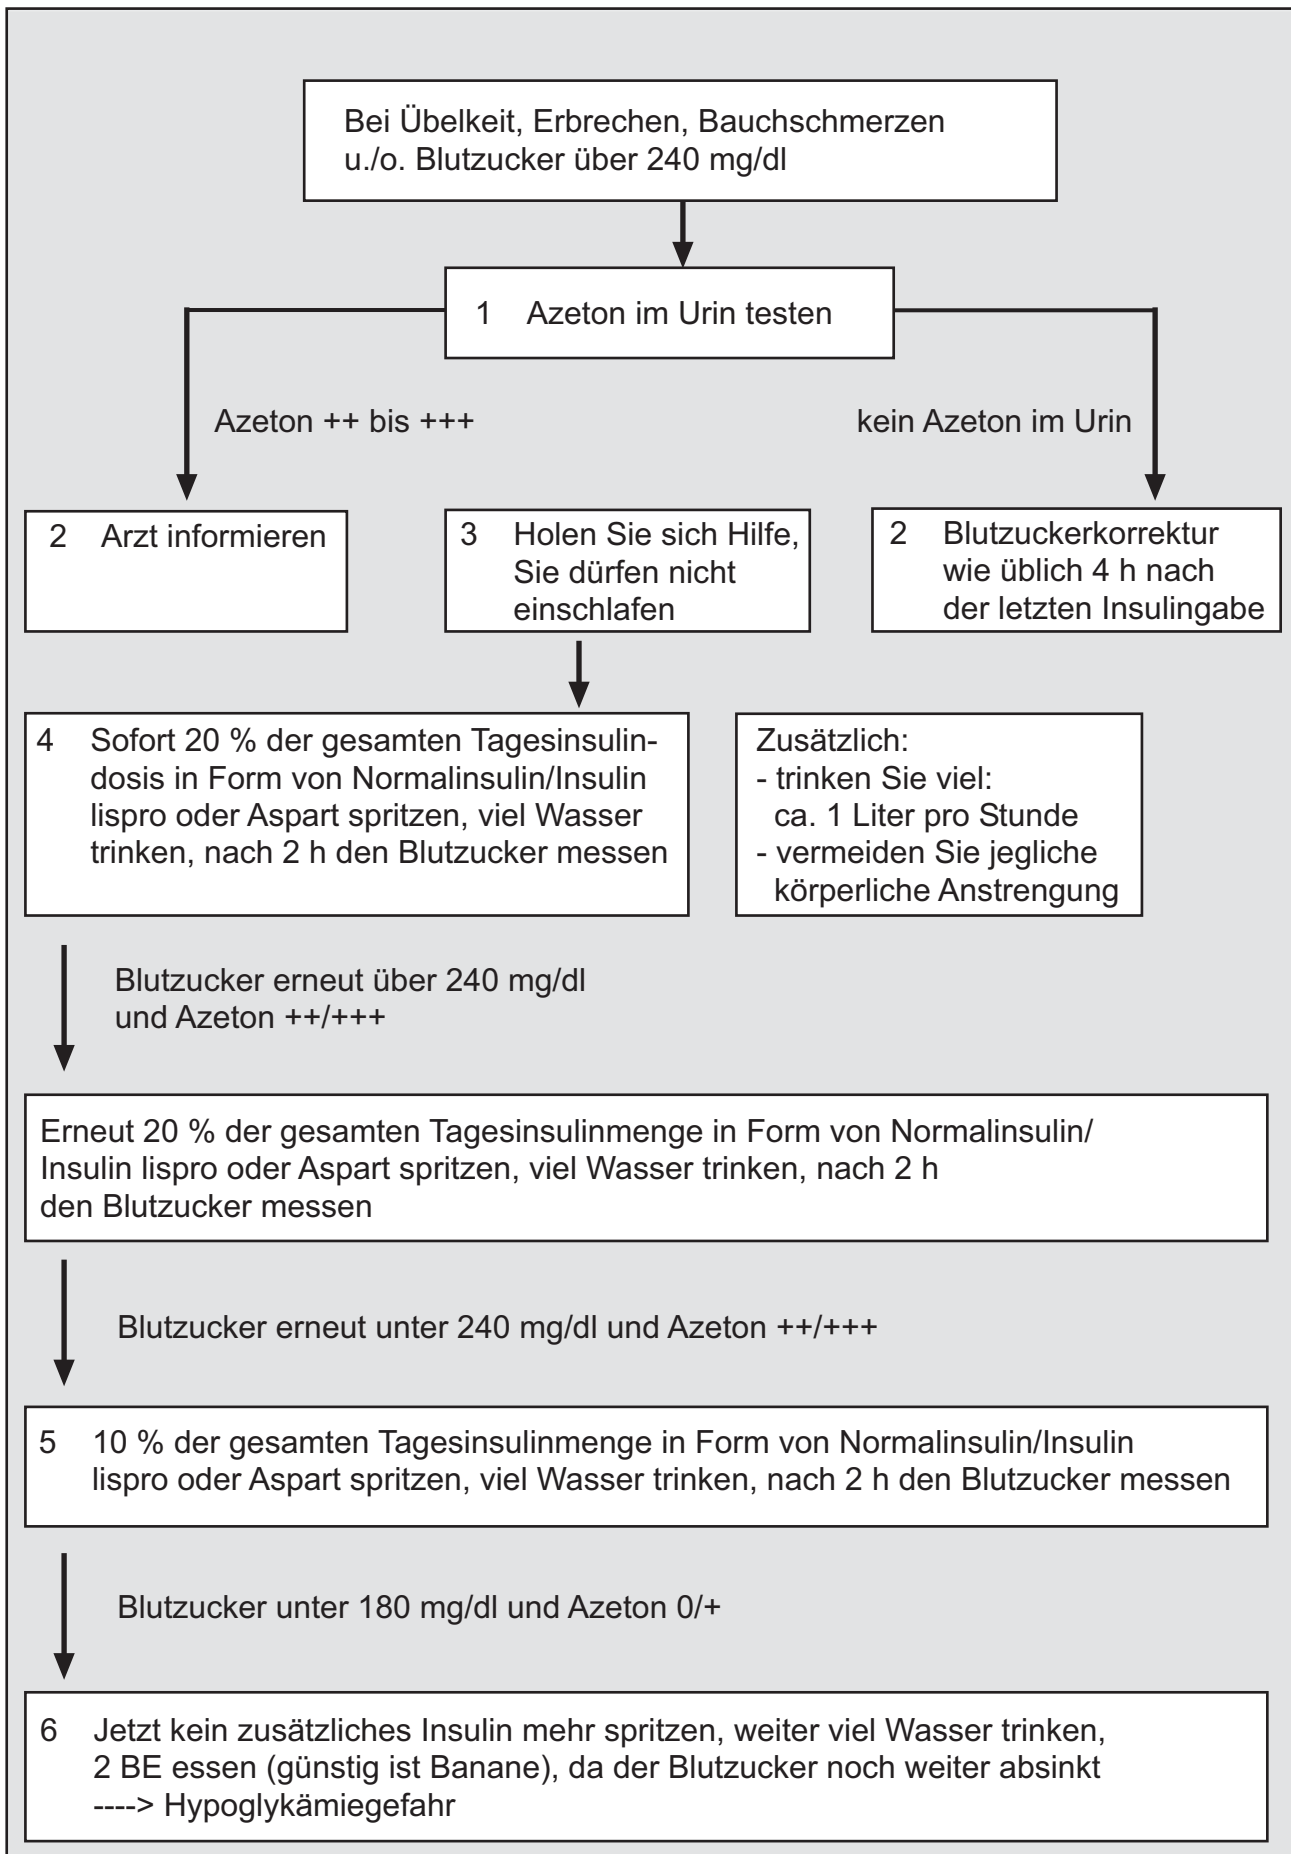 Bei Übelkeit, Erbrechen, Bauchschmerzen
u./o. Blutzucker über 240 mg/dl
1 Azeton im Urin testen
Azeton ++ bis +++
kein Azeton im Urin
2 Arzt informieren
3 Holen Sie sich Hilfe,
Sie dürfen nicht
einschlafen
2 Blutzuckerkorrektur
wie üblich 4 h nach
der letzten Insulingabe
4 Sofort 20 % der gesamten Tagesinsulin-
dosis in Form von Normalinsulin/Insulin
lispro oder Aspart spritzen, viel Wasser
trinken, nach 2 h den Blutzucker messen
Zusätzlich:
- trinken Sie viel:
ca. 1 Liter pro Stunde
- vermeiden Sie jegliche
körperliche Anstrengung
Blutzucker erneut über 240 mg/dl
und Azeton ++/+++
Erneut 20 % der gesamten Tagesinsulinmenge in Form von Normalinsulin/
Insulin lispro oder Aspart spritzen, viel Wasser trinken, nach 2 h
den Blutzucker messen
Blutzucker erneut unter 240 mg/dl und Azeton ++/+++
5 10 % der gesamten Tagesinsulinmenge in Form von Normalinsulin/Insulin
lispro oder Aspart spritzen, viel Wasser trinken, nach 2 h den Blutzucker messen
Blutzucker unter 180 mg/dl und Azeton 0/+
6 Jetzt kein zusätzliches Insulin mehr spritzen, weiter viel Wasser trinken,
2 BE essen (günstig ist Banane), da der Blutzucker noch weiter absinkt
----> Hypoglykämiegefahr